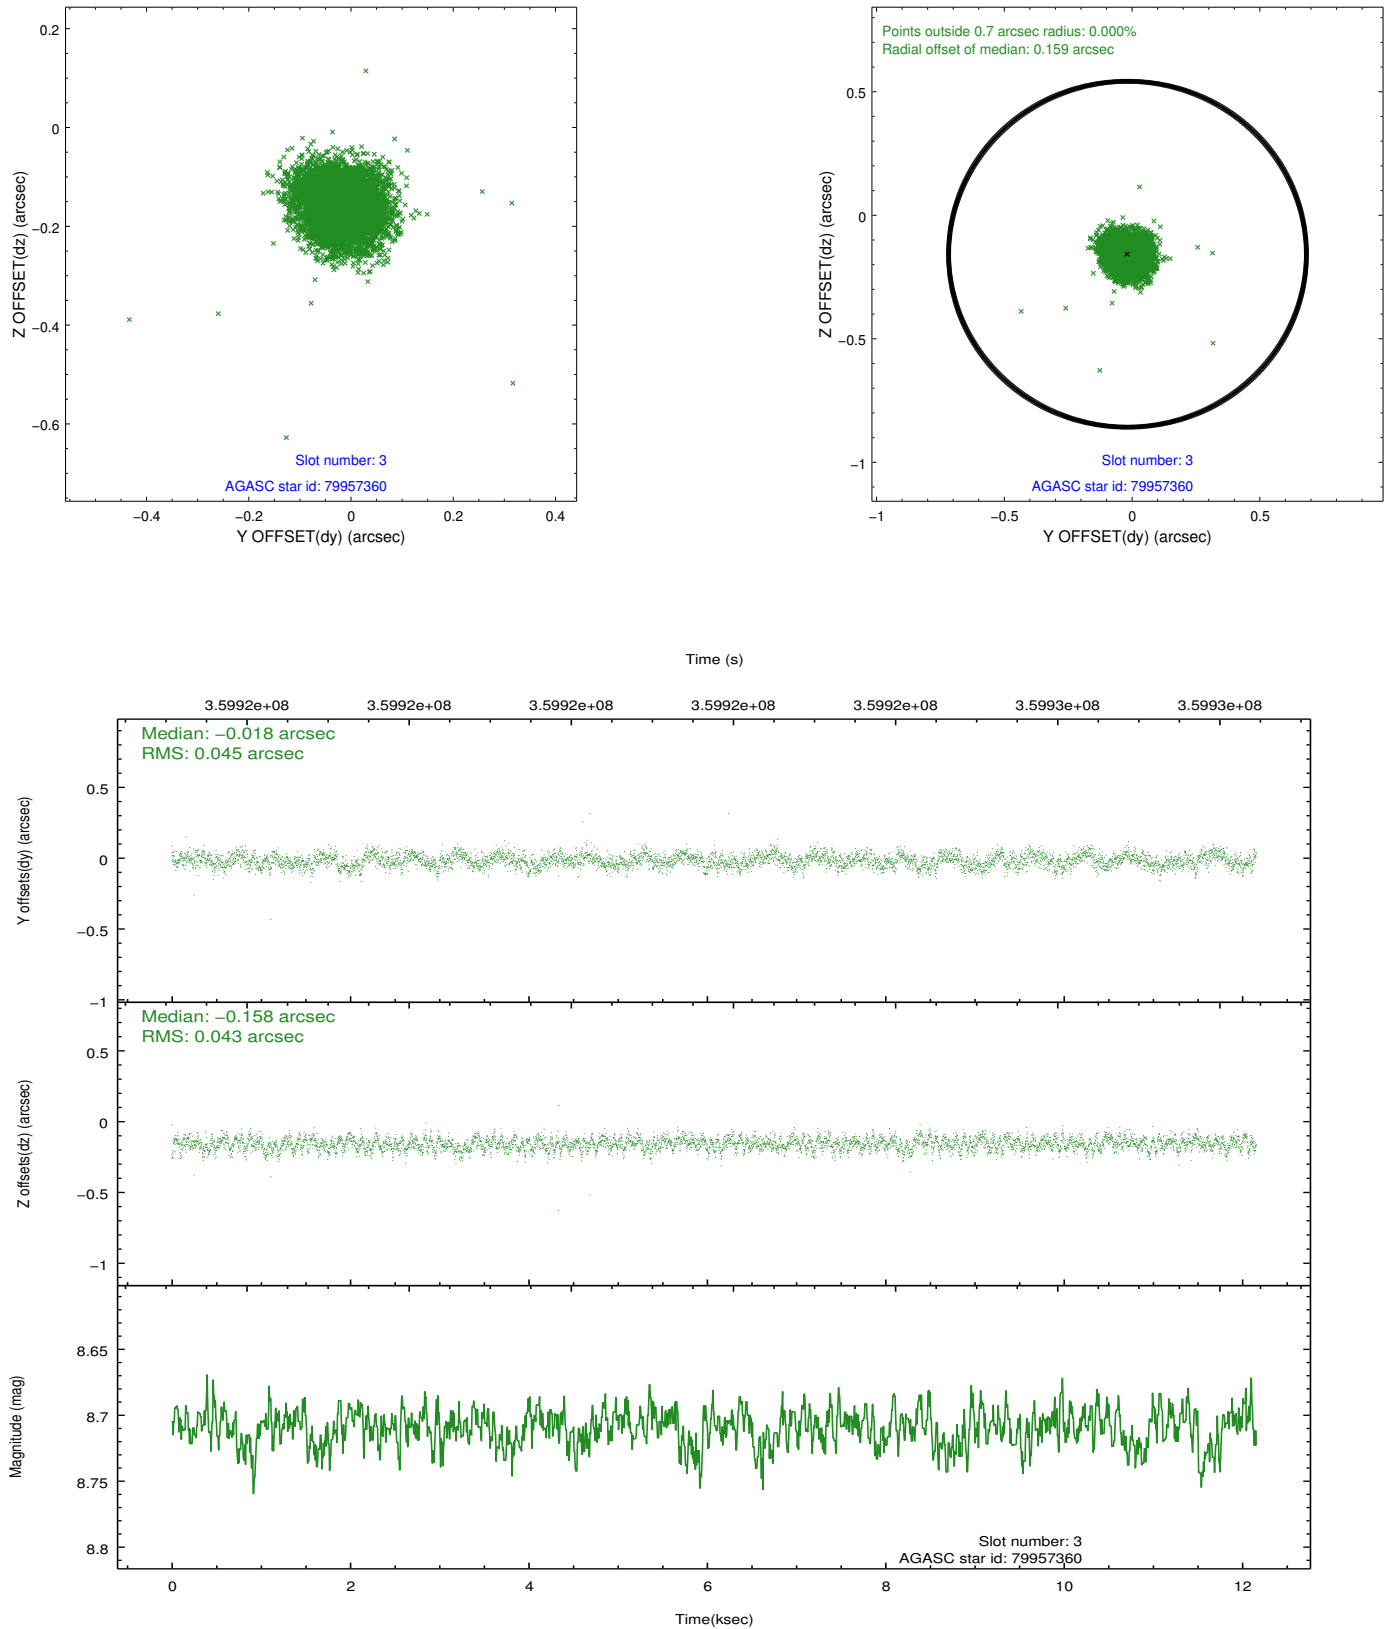 0.2
0
−0.2
−0.4
−0.6
Z OFFSET(dz) (arcsec)
−0.4
−0.2
0
0.2
0.4
Y OFFSET(dy) (arcsec)
Slot number: 3
AGASC star id: 79957360
Points outside 0.7 arcsec radius: 0.000%
Radial offset of median: 0.159 arcsec
0.5
0
−0.5
−1
Z OFFSET(dz) (arcsec)
Slot number: 3
AGASC star id: 79957360
−1
−0.5
0
0.5
Y OFFSET(dy) (arcsec)
Time (s)
3.5992e+08
3.5992e+08
3.5992e+08
3.5992e+08
3.5992e+08
3.5993e+08
3.5993e+08
Median: −0.018 arcsec
RMS: 0.045 arcsec
0.5
0
−0.5
−1
Y offsets(dy) (arcsec)
Median: −0.158 arcsec
RMS: 0.043 arcsec
0.5
0
−0.5
−1
Z offsets(dz) (arcsec)
8.65
8.7
8.75
8.8
Magnitude (mag)
Slot number: 3
AGASC star id: 79957360
0
2
4
6
8
10
12
Time(ksec)